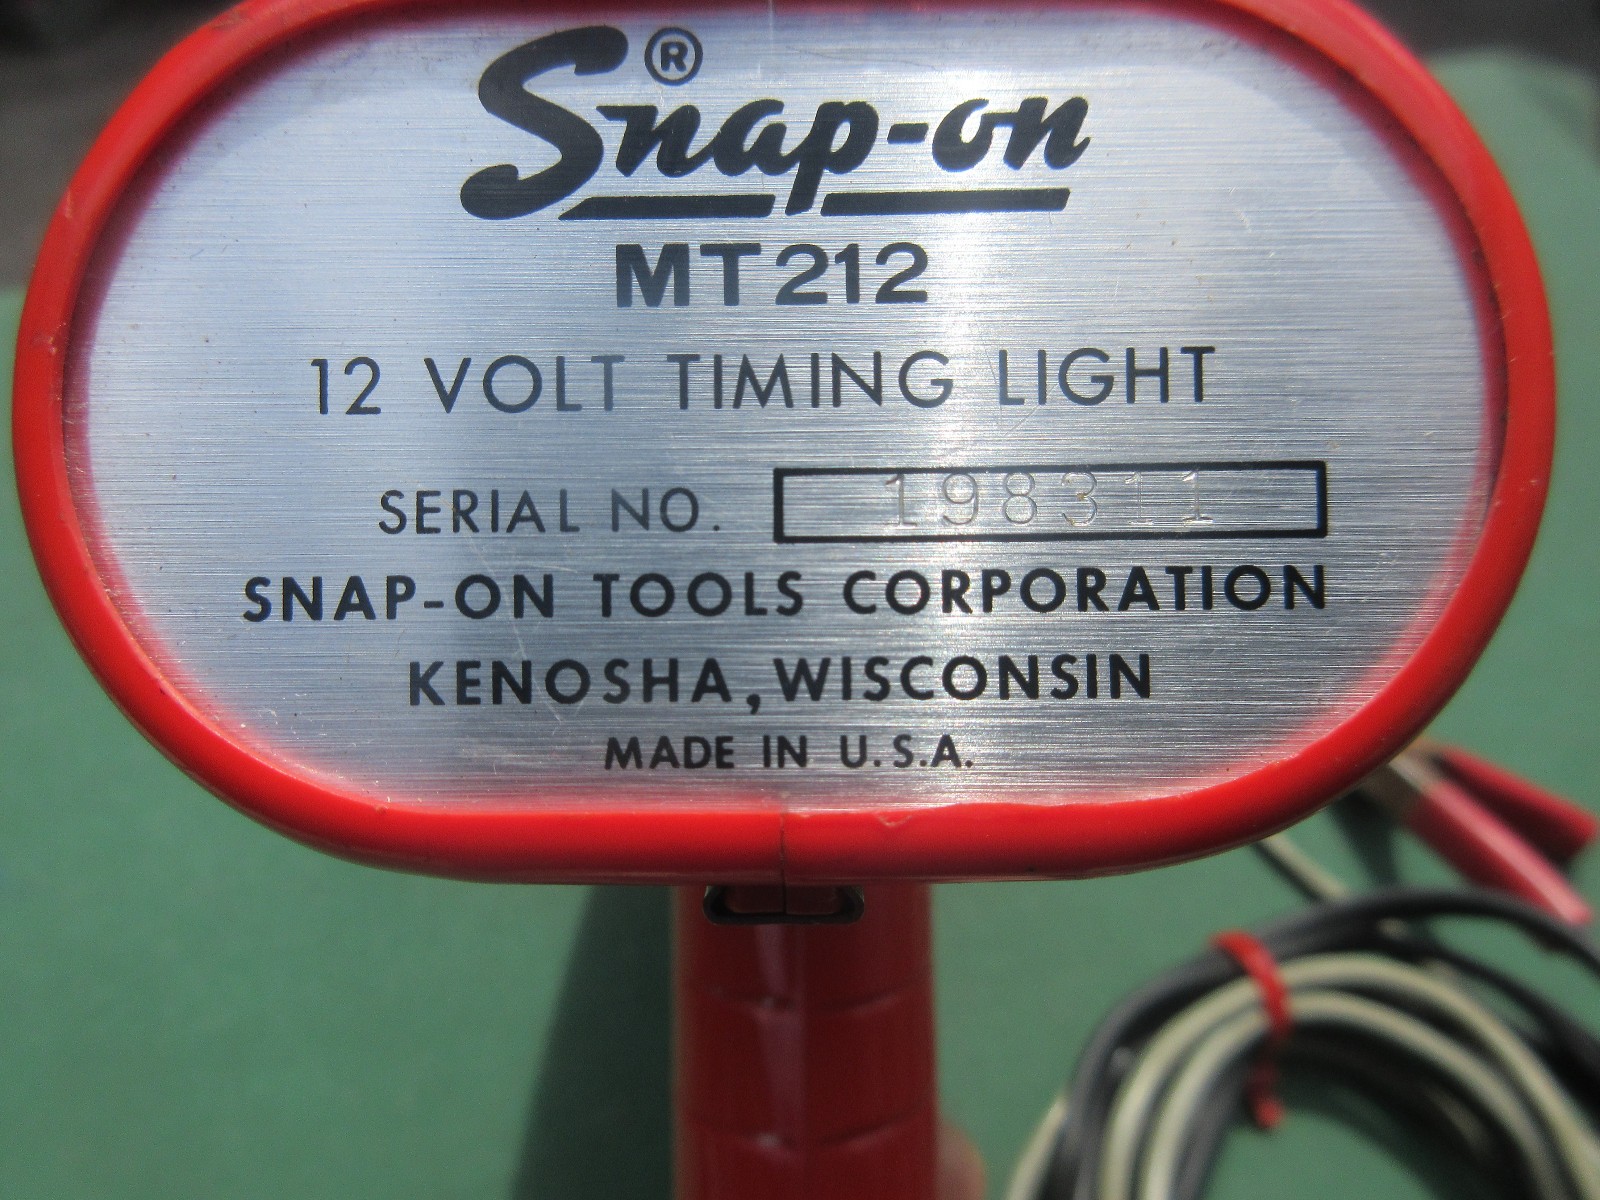 Snap-on®
MT212
12 VOLT TIMING LIGHT
SERIAL NO. 198311
SNAP-ON TOOLS CORPORATION
KENOSHA, WISCONSIN
MADE IN U.S.A.